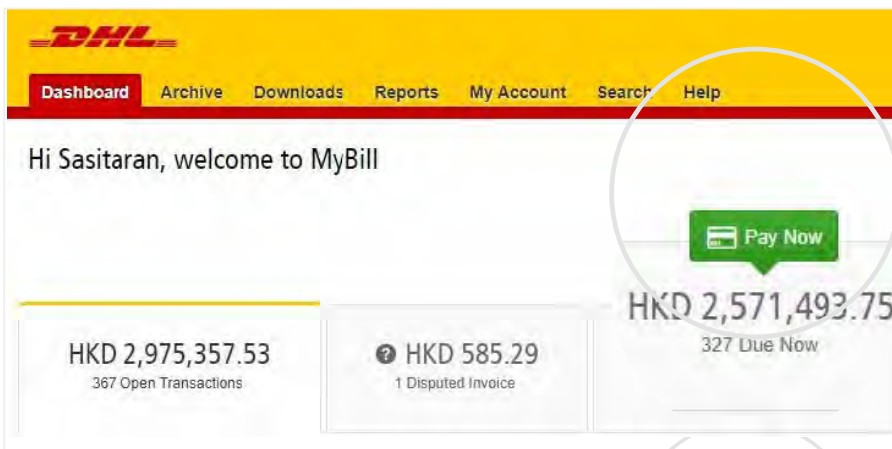 DHL
Dashboard Archive Downloads Reports My Account Search Help
Hi Sasitaran, welcome to MyBill
Pay Now
HKD 2,571,493.75
327 Due Now
HKD 2,975,357.53
367 Open Transactions
? HKD 585.29
1 Disputed Invoice